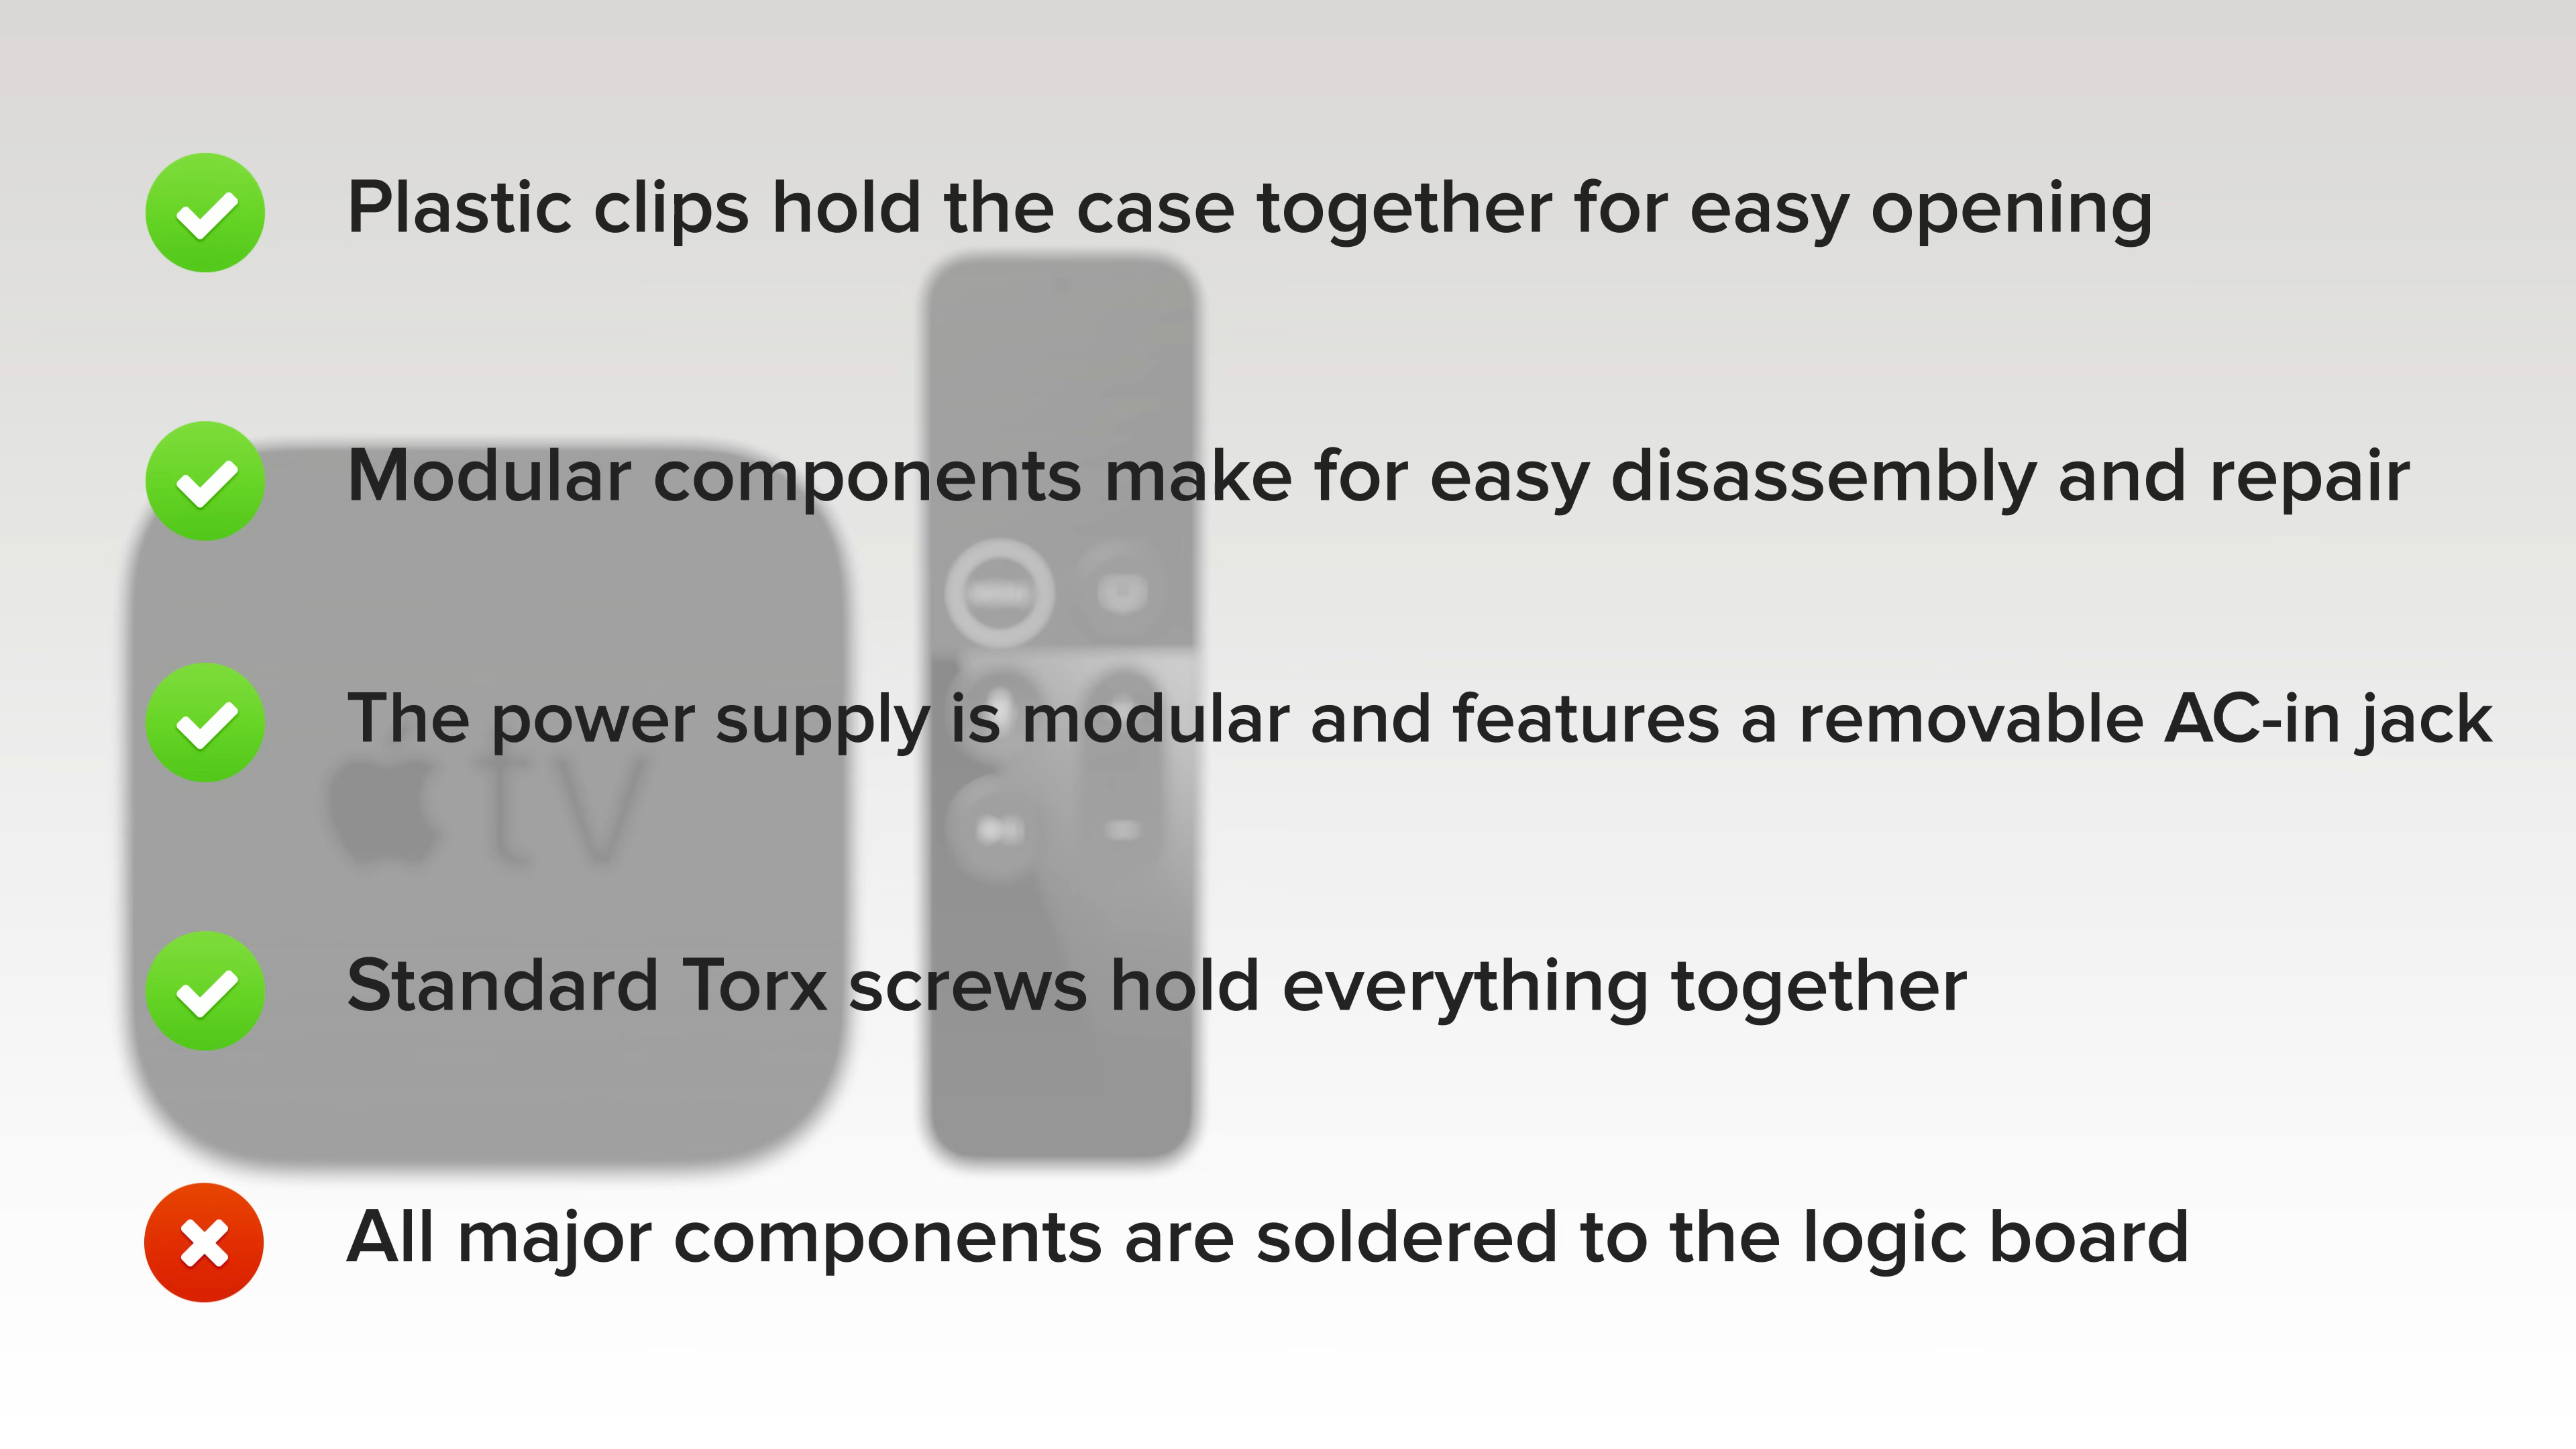 Plastic clips hold the case together for easy opening
Modular components make for easy disassembly and repair
The power supply is modular and features a removable AC-in jack
tv
Standard Torx screws hold everything together
All major components are soldered to the logic board